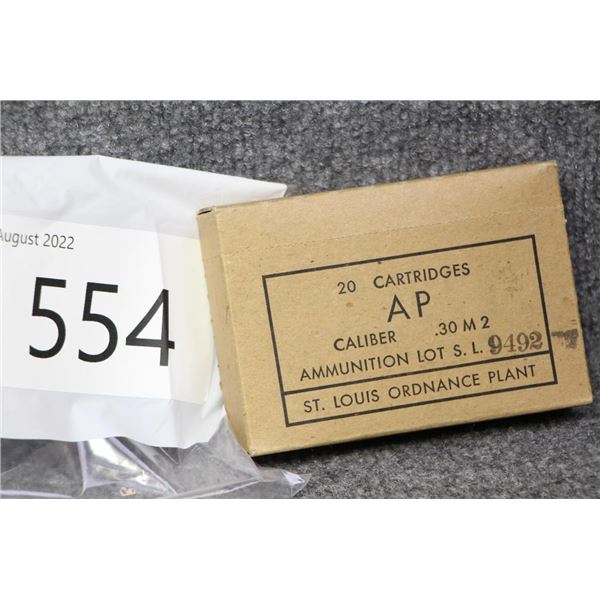 August 2022
554
20 CARTRIDGES
AP
CALIBER .30 M 2
AMMUNITION LOT S. L. 9492
ST. LOUIS ORDNANCE PLANT